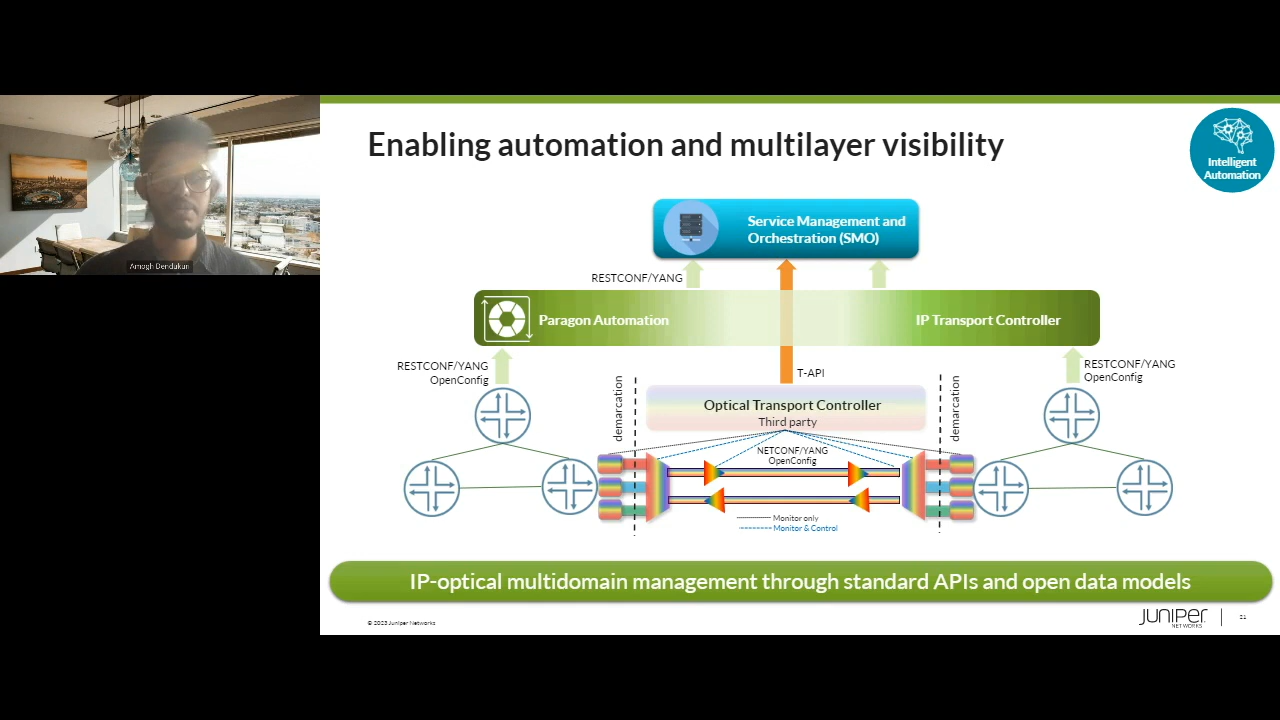 Enabling automation and multilayer visibility
Intelligent
Automation
Amogh Dendukuri
Service Management and
Orchestration (SMO)
RESTCONF/YANG
Paragon Automation
IP Transport Controller
RESTCONF/YANG
OpenConfig
T-API
RESTCONF/YANG
OpenConfig
demarcation
Optical Transport Controller
Third party
demarcation
NETCONF/YANG
OpenConfig
Monitor only
Monitor & Control
IP-optical multidomain management through standard APIs and open data models
© 2023 Juniper Networks
JUNIPER
NETWORKS
21